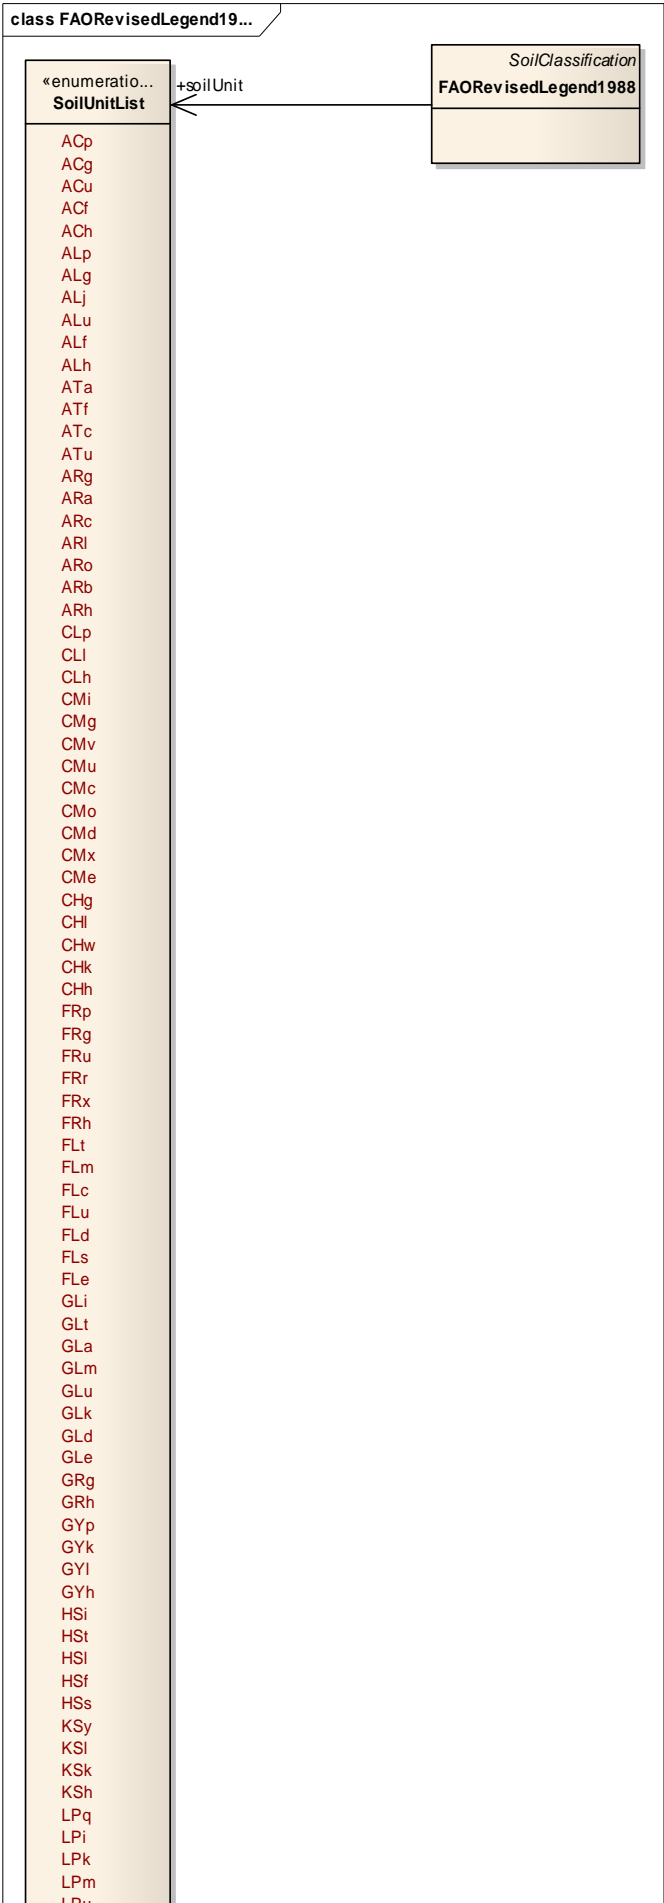 class FAORevisedLegend19...
SoilClassification
FAORevisedLegend1988
«enumeratio...
SoilUnitList
+soilUnit
ACp
ACg
ACu
ACf
ACh
ALp
ALg
ALj
ALu
ALf
ALh
ATa
ATf
ATc
ATu
ARg
ARa
ARc
ARl
ARo
ARb
ARh
CLp
CLl
CLh
CMi
CMg
CMv
CMu
CMc
CMo
CMd
CMx
CMe
CHg
CHl
CHw
CHk
CHh
FRp
FRg
FRu
FRr
FRx
FRh
FLt
FLm
FLc
FLu
FLd
FLs
FLe
GLi
GLt
GLa
GLm
GLu
GLk
GLd
GLe
GRg
GRh
GYp
GYk
GYl
GYh
HSi
HSt
HSl
HSf
HSs
KSy
KSl
KSk
KSh
LPq
LPi
LPk
LPm